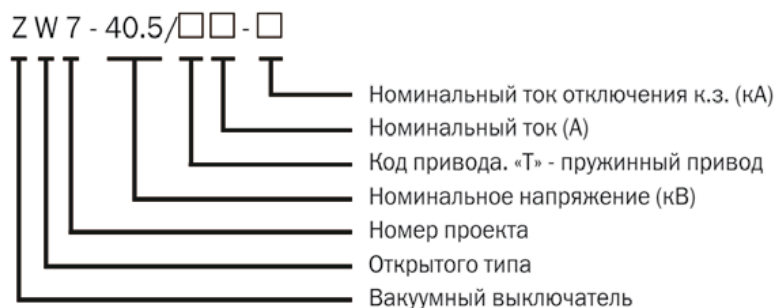 ZW7-40.5/□□-□
Номинальный ток отключения к.з. (кА)
Номинальный ток (А)
Код привода. «Т» - пружинный привод
Номинальное напряжение (кВ)
Номер проекта
Открытого типа
Вакуумный выключатель